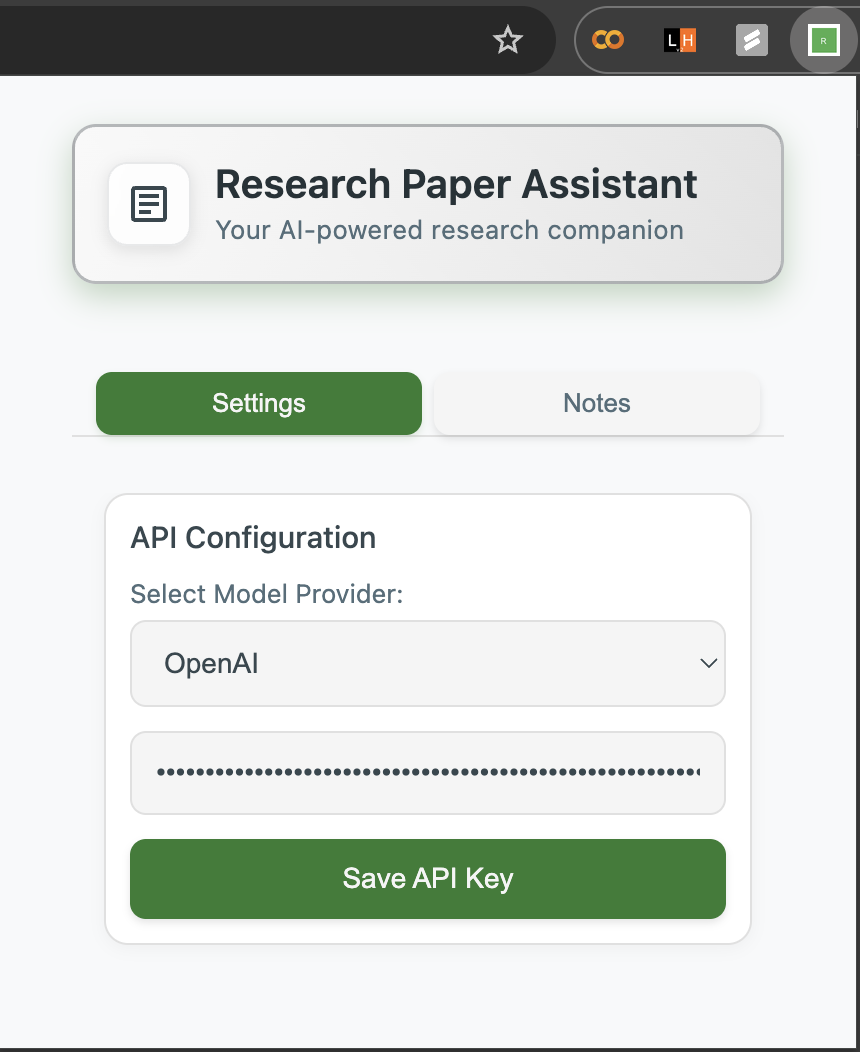 LH
R
Research Paper Assistant
Your AI-powered research companion
Settings
Notes
API Configuration
Select Model Provider:
OpenAI
••••••••••••••••••••••••••••••••••••••••••••••••••••••••
Save API Key